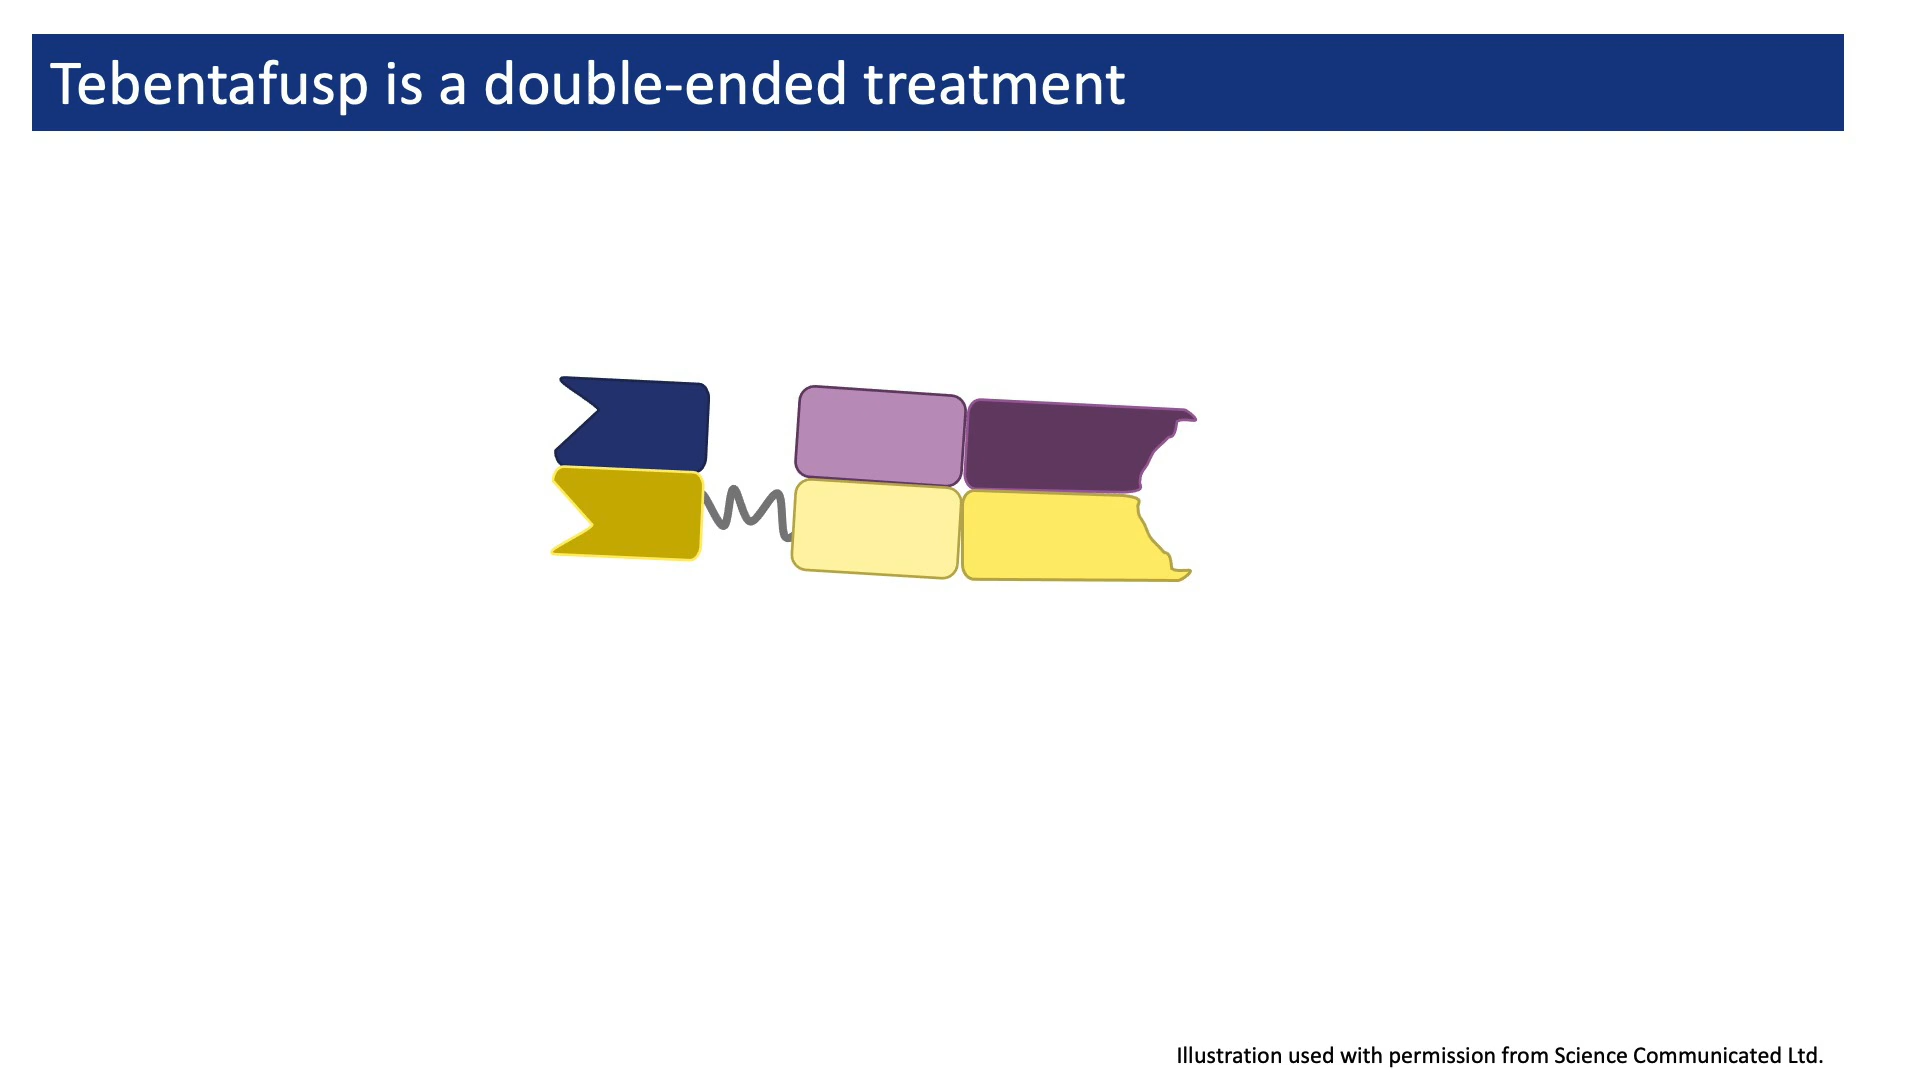 Tebentafusp is a double-ended treatment
Illustration used with permission from Science Communicated Ltd.